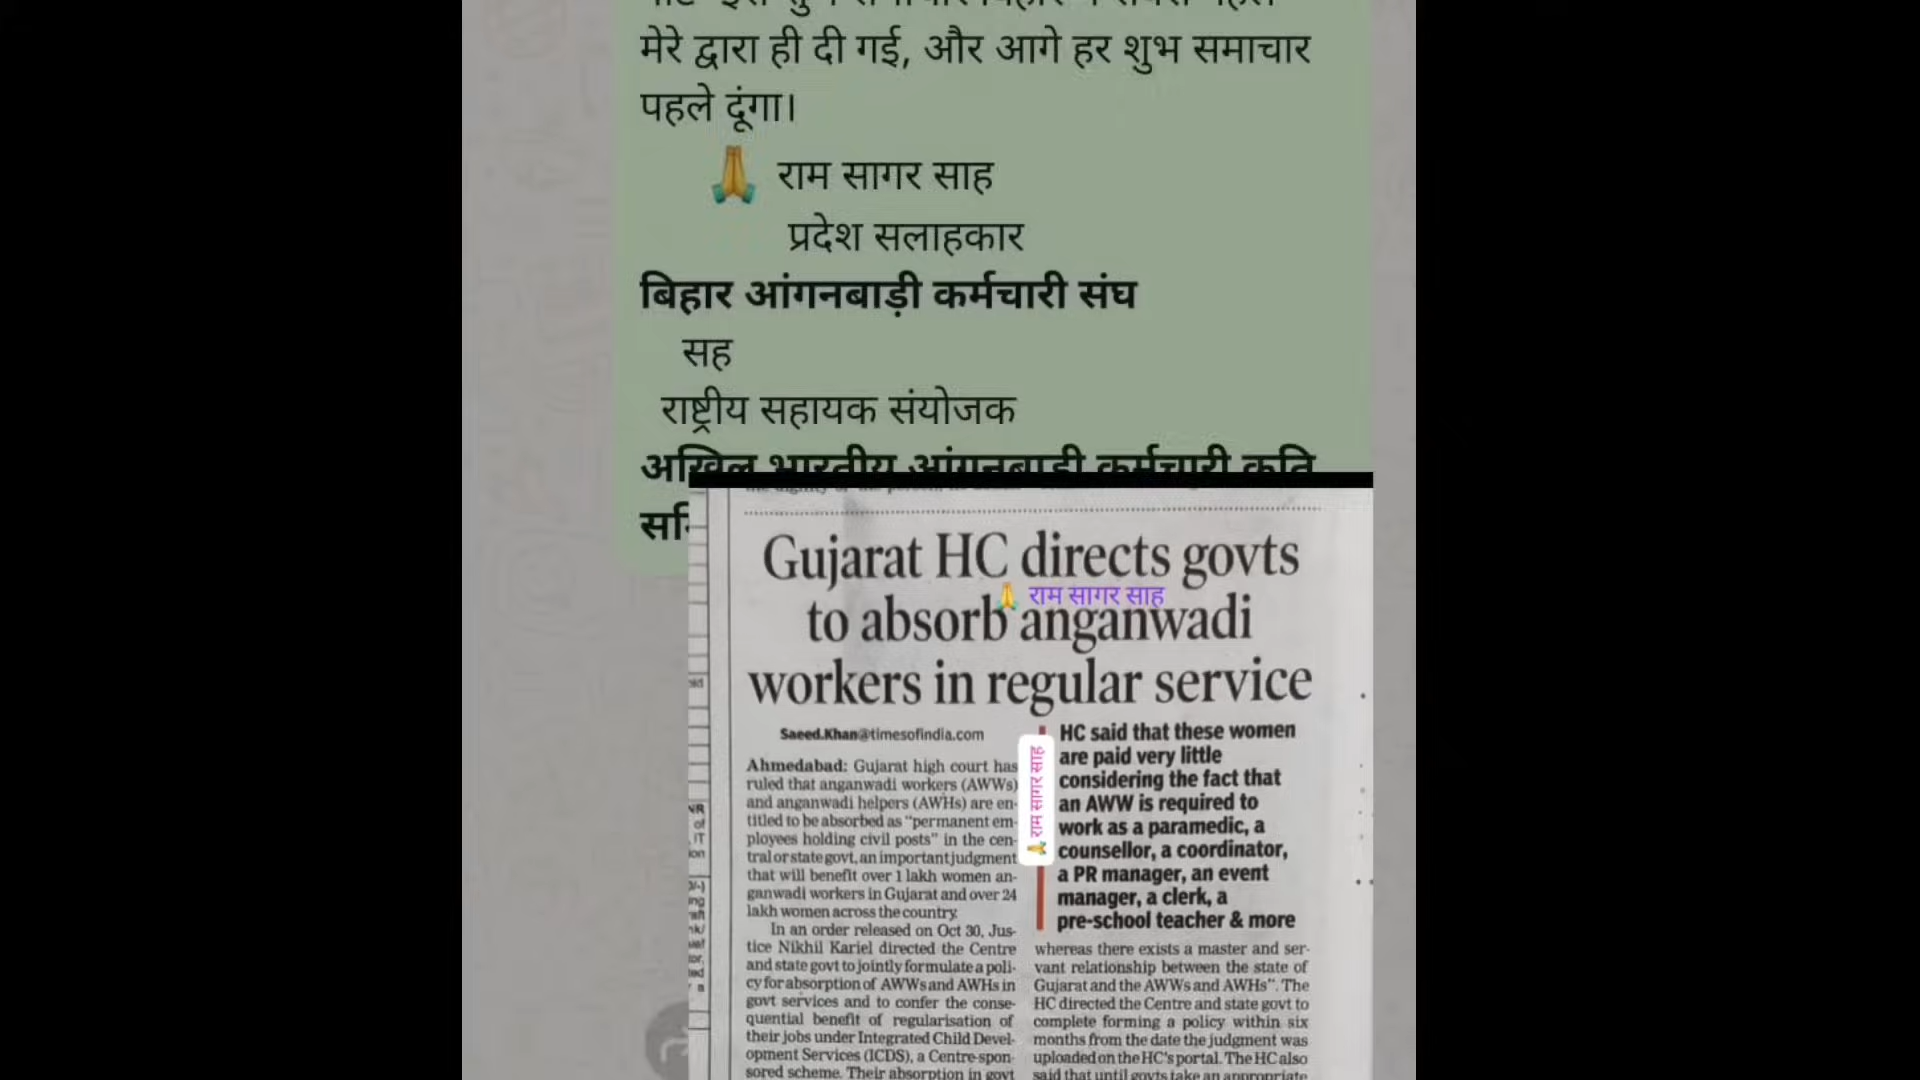 मेरे द्वारा ही दी गई, और आगे हर शुभ समाचार
पहले दूंगा।
🙏 राम सागर साह
प्रदेश सलाहकार
बिहार आंगनबाड़ी कर्मचारी संघ
सह
राष्ट्रीय सहायक संयोजक
अखिल भारतीय आंगनबाड़ी कर्मचारी
Gujarat HC directs govts
🙏 राम सागर साह
to absorb anganwadi
workers in regular service
Saeed.Khan@timesofindia.com
Ahmedabad: Gujarat high court has
ruled that anganwadi workers (AWWs)
and anganwadi helpers (AWHs) are en-
titled to be absorbed as "permanent em-
ployees holding civil posts" in the cen-
tral or state govt, an important judgment
that will benefit over 1 lakh women an-
ganwadi workers in Gujarat and over 24
lakh women across the country.
In an order released on Oct 30, Jus-
tice Nikhil Kariel directed the Centre
and state govt to jointly formulate a poli-
cy for absorption of AWWs and AWHs in
govt services and to confer the conse-
quential benefit of regularisation of
their jobs under Integrated Child Devel-
opment Services (ICDS), a Centre-spon-
sored scheme. Their absorption in govt
🙏 राम सागर साह
HC said that these women
are paid very little
considering the fact that
an AWW is required to
work as a paramedic, a
counsellor, a coordinator,
a PR manager, an event
manager, a clerk, a
pre-school teacher & more
whereas there exists a master and ser-
vant relationship between the state of
Gujarat and the AWWs and AWHs". The
HC directed the Centre and state govt to
complete forming a policy within six
months from the date the judgment was
uploaded on the HC's portal. The HC also
said that until govts take an appropriate